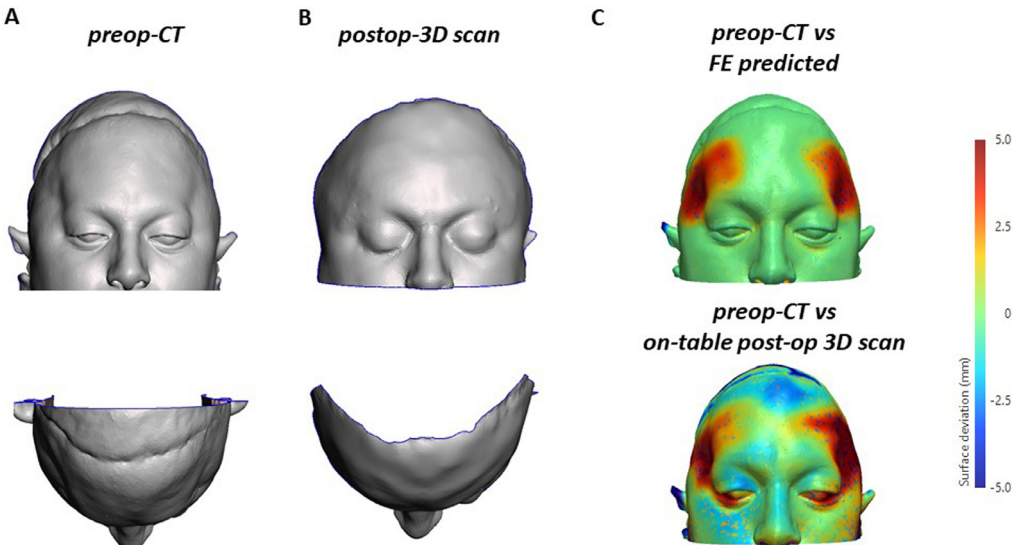 A
preop-CT
B
postop-3D scan
C
preop-CT vs
FE predicted
preop-CT vs
on-table post-op 3D scan
Surface deviation (mm)
5.0
2.5
0
-2.5
-5.0